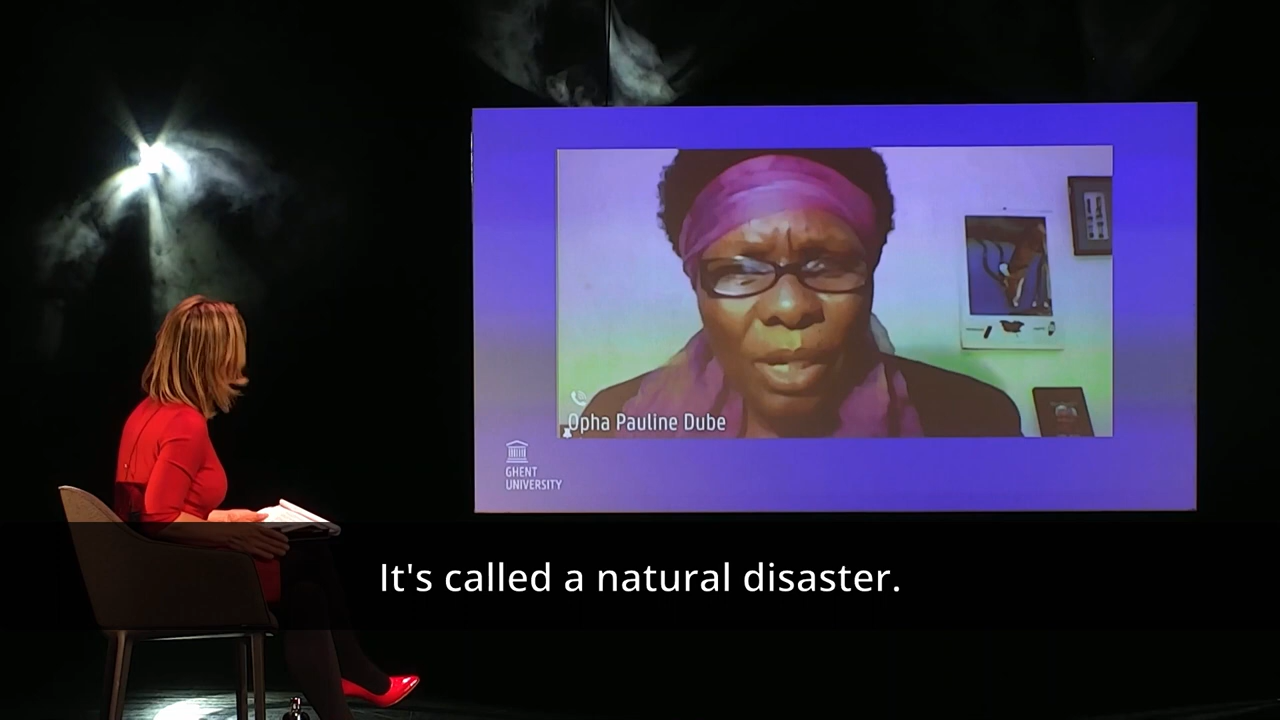 Opha Pauline Dube
GHENT
UNIVERSITY
It's called a natural disaster.